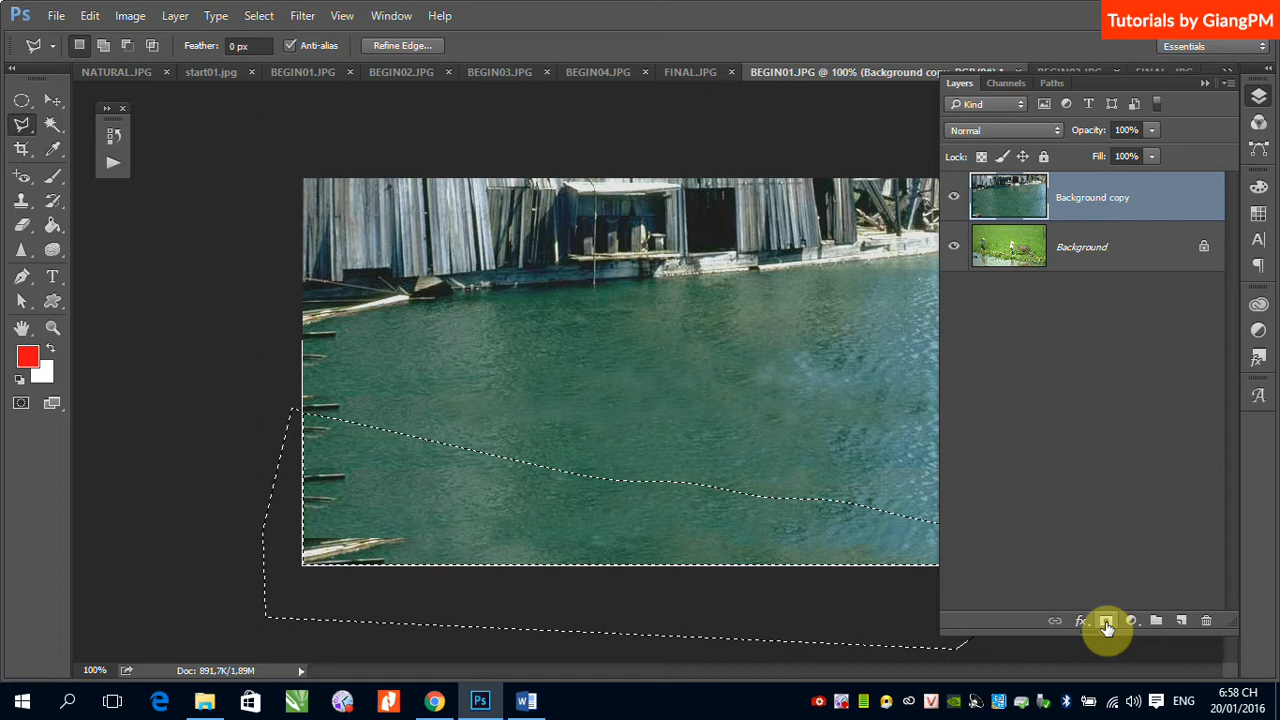 Ps File Edit Image Layer Type Select Filter View Window Help
Tutorials by GiangPM
Feather: 0 px Anti-alias Refine Edge... Essentials
NATURAL.JPG × start01.jpg × BEGIN01.JPG × BEGIN02.JPG × BEGIN03.JPG × BEGIN04.JPG × FINAL.JPG × BEGIN01.JPG @ 100% (Background copy
Layers Channels Paths
Kind
Normal Opacity: 100%
Lock: Fill: 100%
Background copy
Background
fx
100% Doc: 891,7K/1,89M
ENG 6:58 CH
20/01/2016